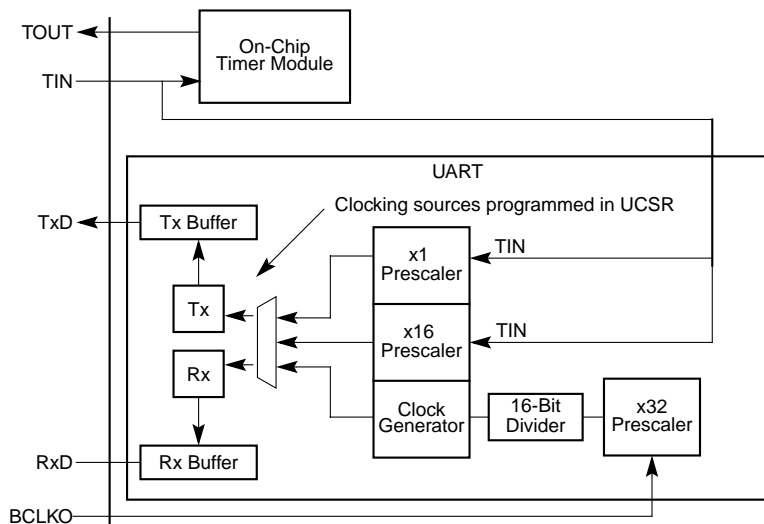 TOUT
On-Chip
Timer Module
TIN
UART
Clocking sources programmed in UCSR
TxD
Tx Buffer
x1
Prescaler
TIN
Tx
x16
Prescaler
TIN
Rx
Clock
Generator
16-Bit
Divider
x32
Prescaler
RxD
Rx Buffer
BCLKO